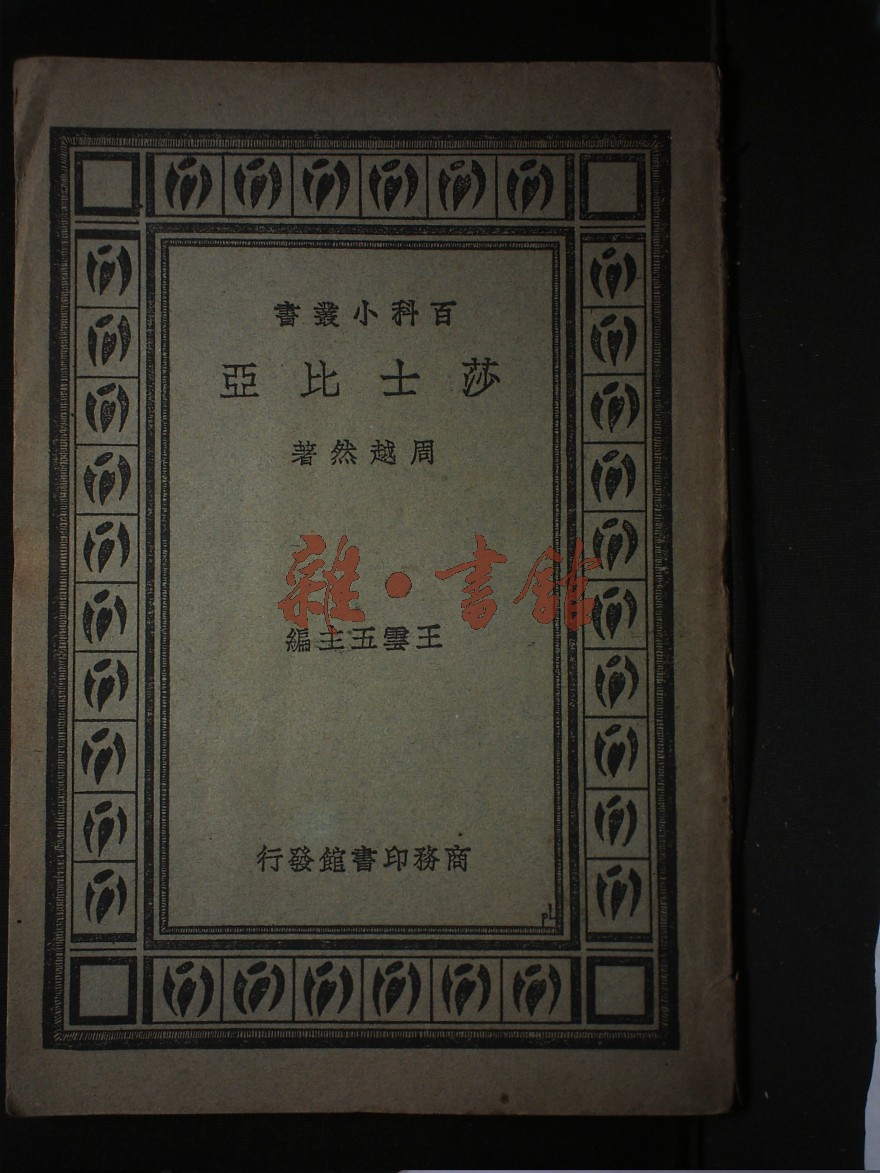 百科小叢書
莎士比亞
周越然著
雜·書館
王雲五主編
商務印書館發行